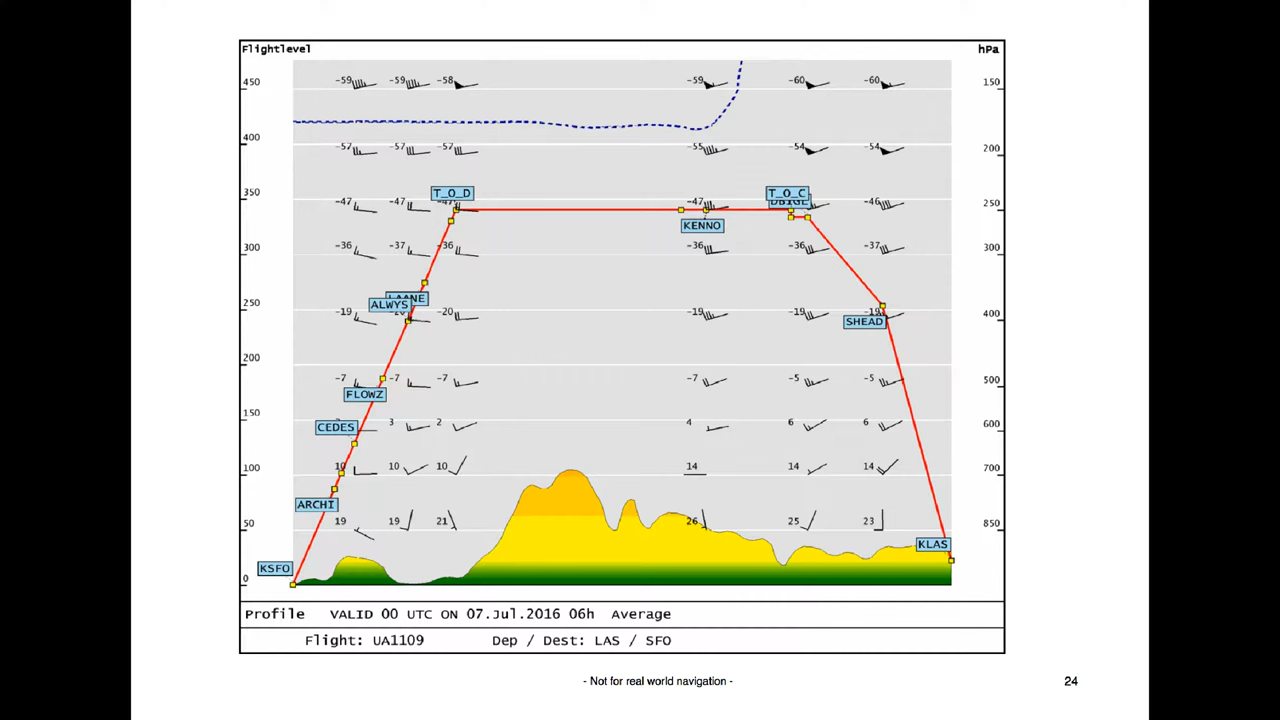 Flightlevel hPa
450 -59 -59 -58 -59 -60 -60 150
400 -57 -57 -57 -55 -54 -54 200
T_O_D T_O_C
350 -47 -47 -47 -47 DBIGE -46 250
KENNO
300 -36 -37 -36 -36 -36 -37 300
ALWYS LAANE
250 -19 -20 -20 -19 -19 -19 400
SHEAD
200
-7 -7 -7 -7 -5 -5 500
FLOWZ
150 CEDES 3 2 4 6 6 600
100 10 10 10 14 14 14 700
ARCHI
50 19 19 21 26 25 23 850
KLAS
KSFO
0
Profile VALID 00 UTC ON 07.Jul.2016 06h Average
Flight: UA1109 Dep / Dest: LAS / SFO
- Not for real world navigation - 24